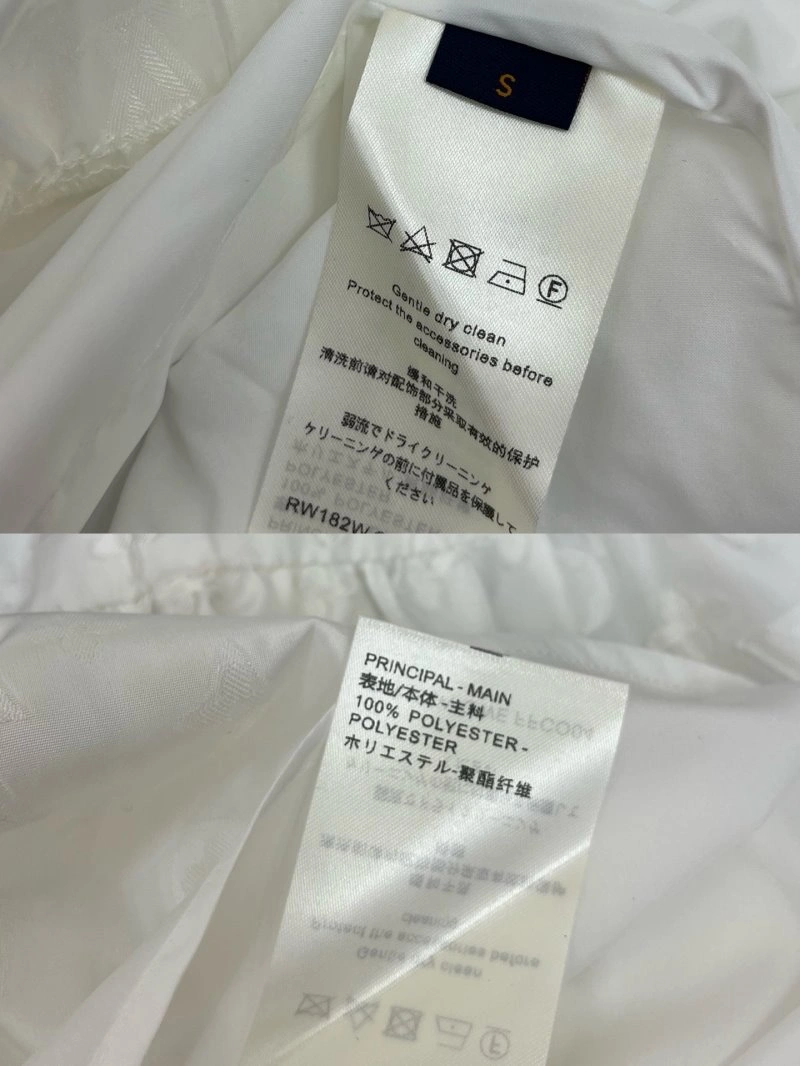 S
F
Gentle dry clean
Protect the accessories before
cleaning
缓和干洗
清洗前请对配饰部分采取有效的保护
措施
弱流でドライクリーニング
ケリーニングの前に付属品を保護して
ください
RW182W
PRINCIPAL - MAIN
表地/本体 -主料
100% POLYESTER -
POLYESTER
ホリエステル-聚酯纤维